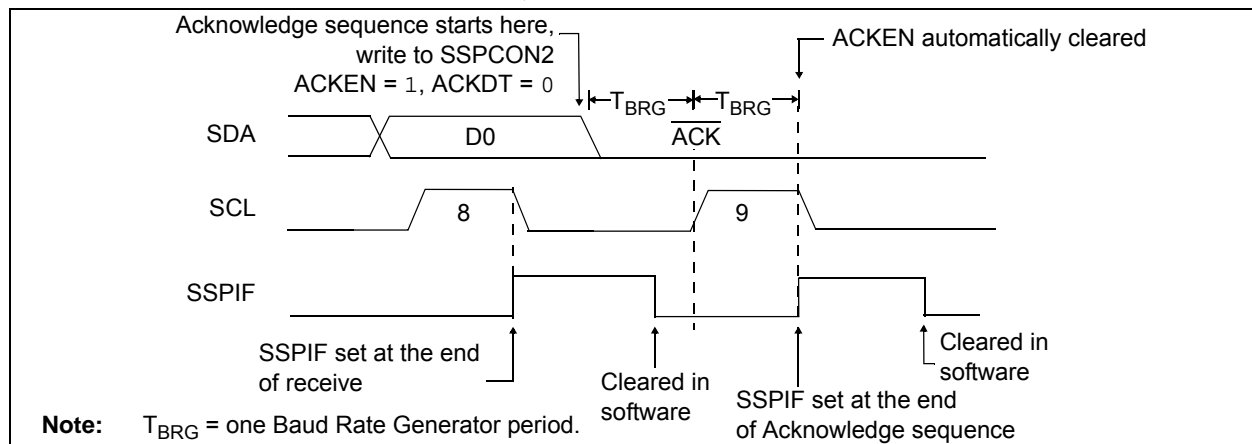 Acknowledge sequence starts here,
write to SSPCON2
ACKEN = 1, ACKDT = 0
ACKEN automatically cleared
TBRG
TBRG
SDA
D0
ACK
SCL
8
9
SSPIF
SSPIF set at the end
of receive
Cleared in
software
SSPIF set at the end
of Acknowledge sequence
Cleared in
software
Note: TBRG = one Baud Rate Generator period.